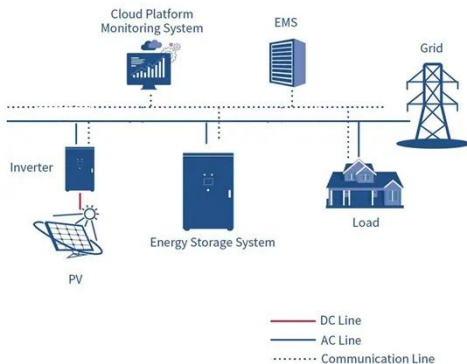 Cloud Platform
Monitoring System
EMS
Grid
Inverter
Energy Storage System
Load
PV
DC Line
AC Line
Communication Line